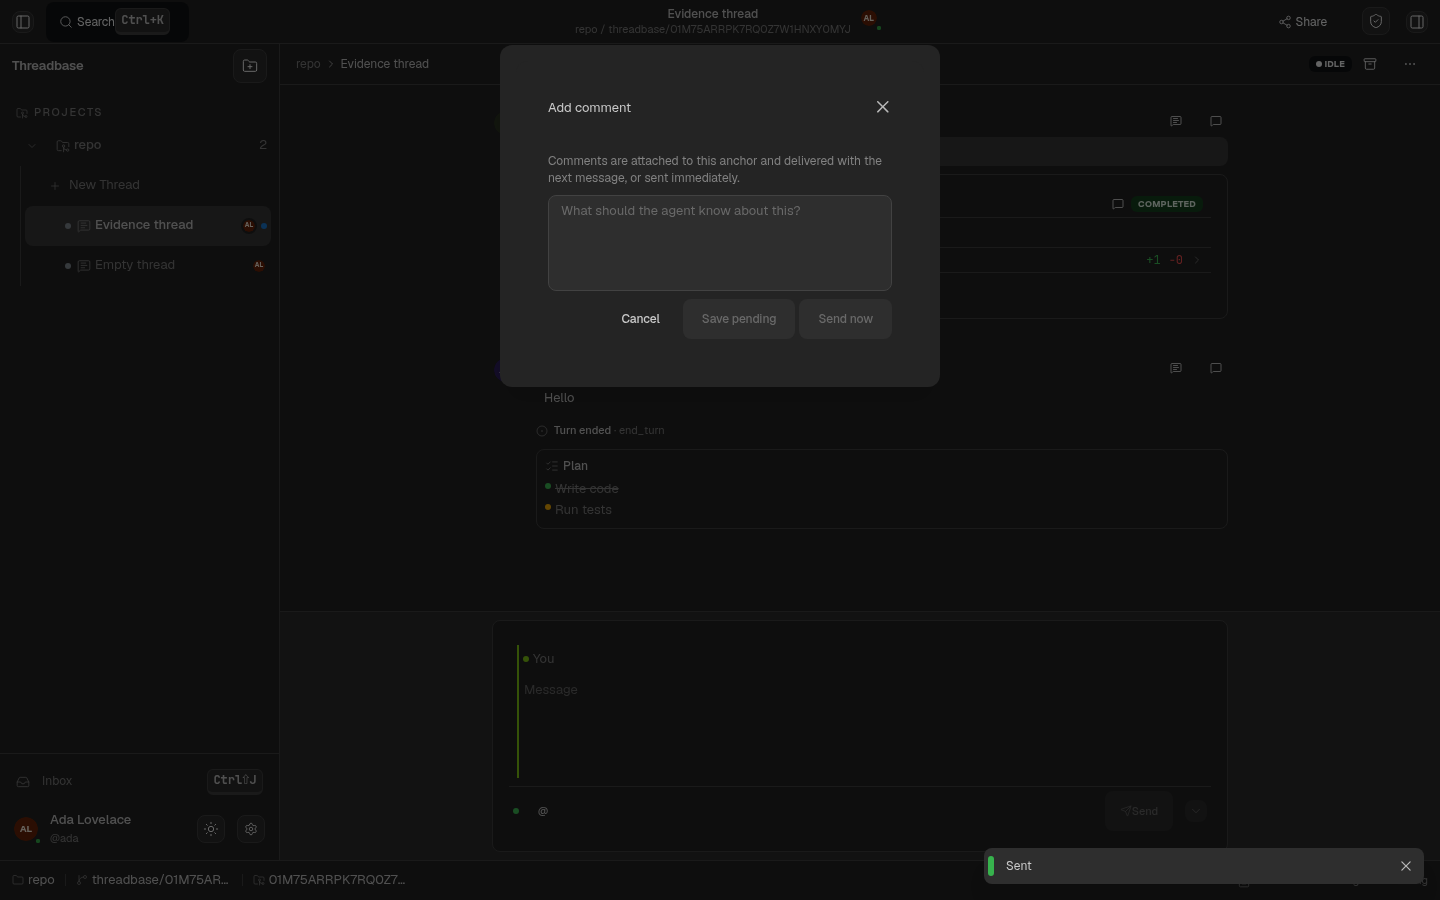 Search Ctrl+K
Evidence thread
AL
repo / threadbase/01M75ARRPK7RQ0Z7W1HNXY0MYJ
Share
Threadbase
repo > Evidence thread
IDLE
PROJECTS
repo 2
New Thread
Evidence thread AL
Empty thread AL
Add comment
Comments are attached to this anchor and delivered with the
next message, or sent immediately.
What should the agent know about this?
Cancel
Save pending
Send now
COMPLETED
+1 -0
Hello
Turn ended · end_turn
Plan
Write code
Run tests
You
Message
@
Send
Inbox Ctrl⇧J
AL
Ada Lovelace
@ada
repo
threadbase/01M75AR...
01M75ARRPK7RQ0Z7...
Sent